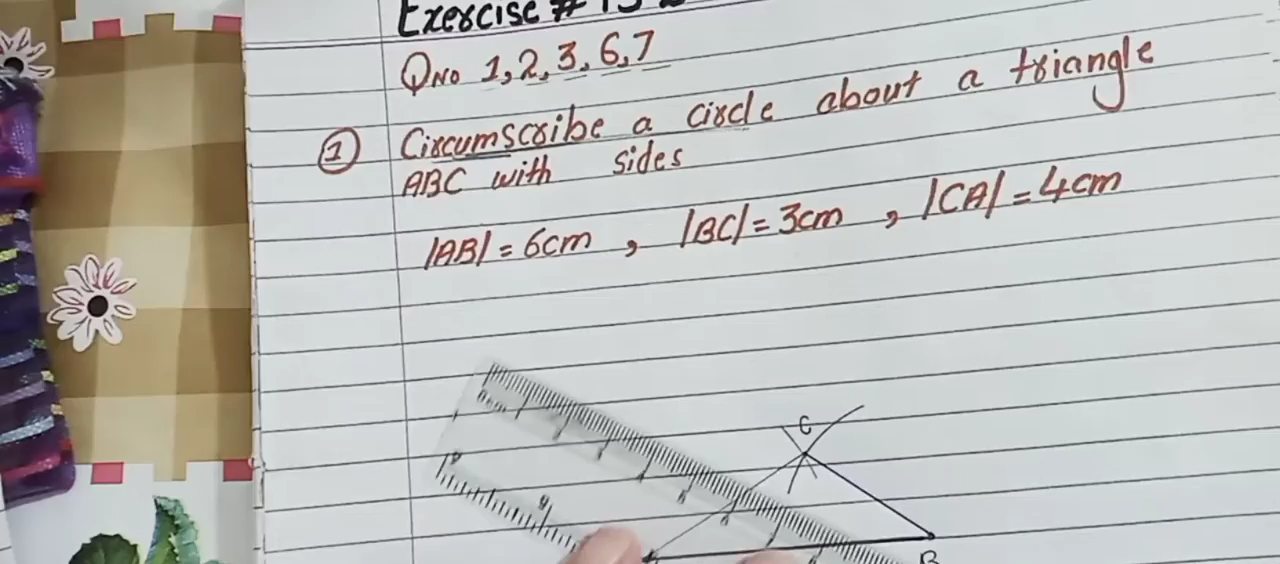 Exercise #
Q No 1,2,3,6,7
① Circumscribe a circle about a triangle
ABC with sides
|AB| = 6cm , |BC| = 3cm , |CA| = 4cm
C
B